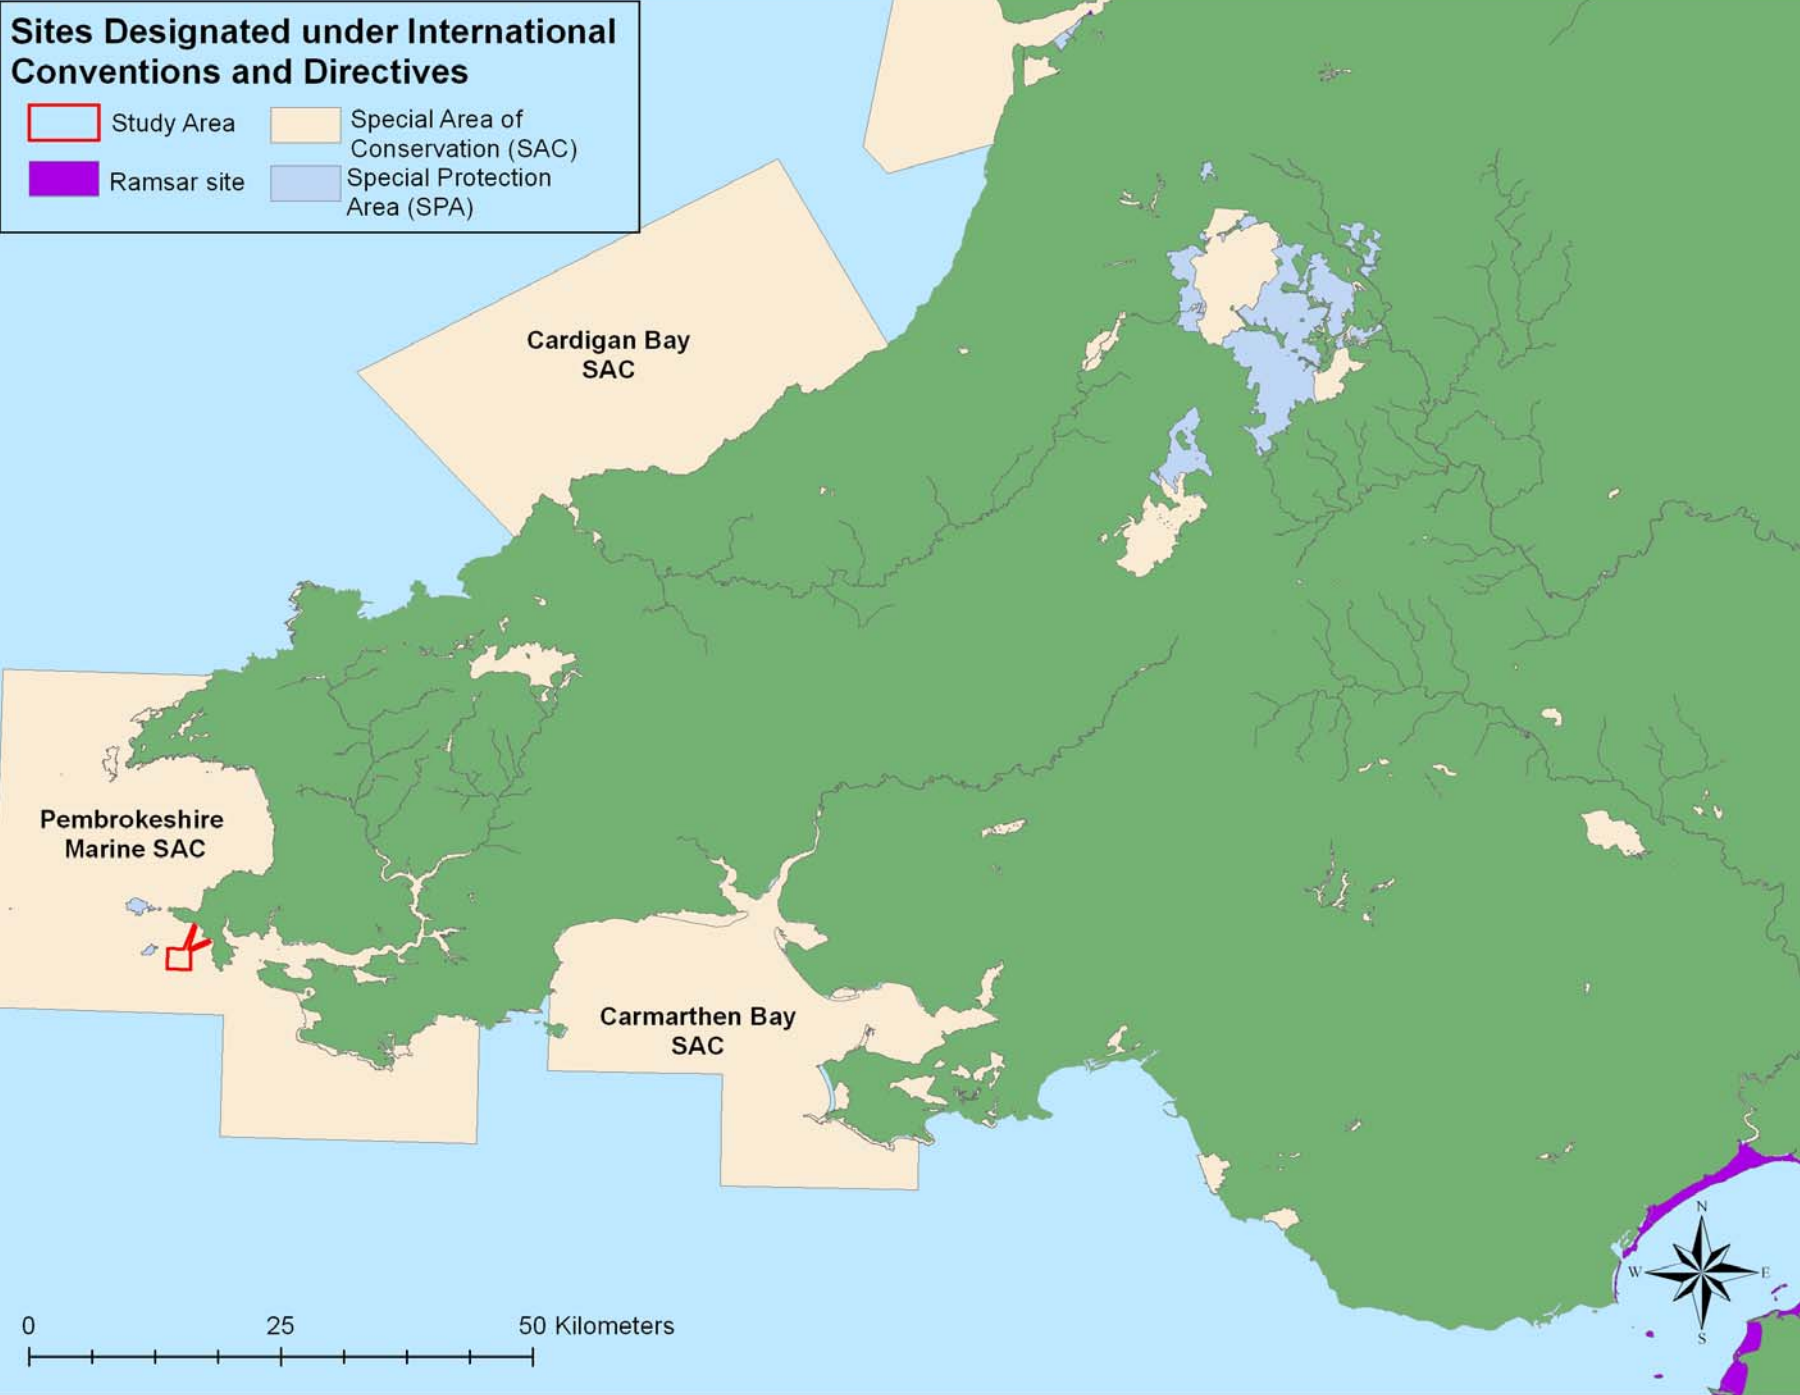 Sites Designated under International
Conventions and Directives
Study Area
Special Area of
Conservation (SAC)
Ramsar site
Special Protection
Area (SPA)
Cardigan Bay
SAC
Pembrokeshire
Marine SAC
Carmarthen Bay
SAC
N
W
E
S
0
25
50 Kilometers